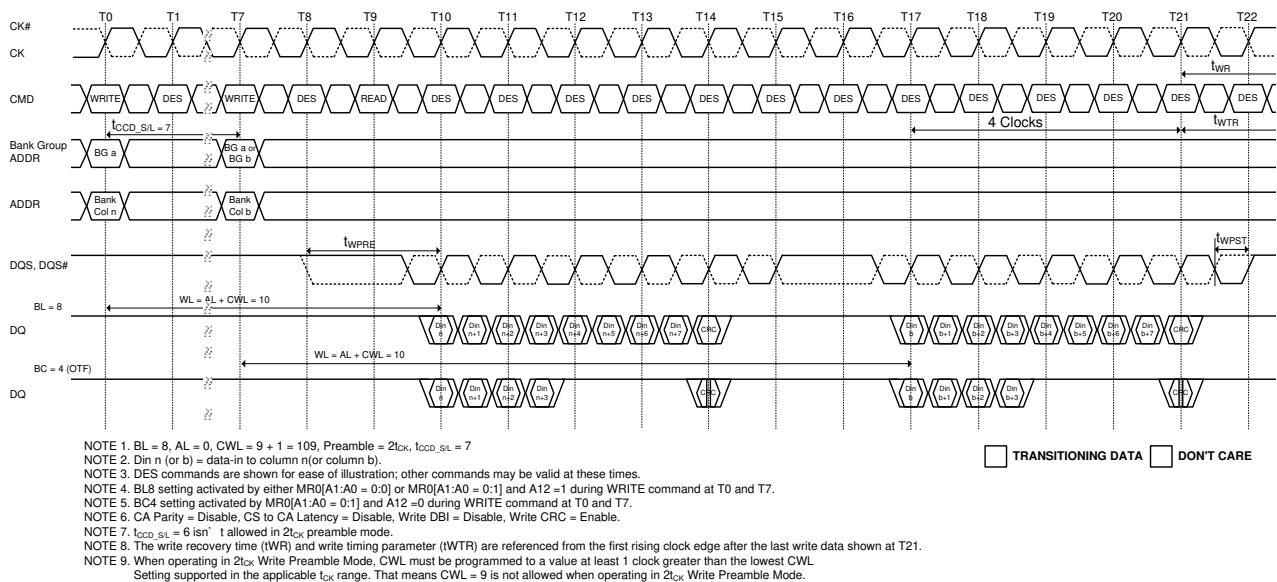 T0 T1 T7 T8 T9 T10 T11 T12 T13 T14 T15 T16 T17 T18 T19 T20 T21 T22
CK#
CK
tWR
CMD WRITE DES WRITE DES READ DES DES DES DES DES DES DES DES DES DES DES DES DES
tCCD_S/L = 7
4 Clocks
tWTR
Bank Group
ADDR
BG a
BG a or
BG b
ADDR
Bank
Col n
Bank
Col b
tWPRE
tWPST
DQS, DQS#
BL = 8
WL = AL + CWL = 10
DQ
Din n Din n+1 Din n+2 Din n+3 Din n+4 Din n+5 Din n+6 Din n+7 CRC Din b Din b+1 Din b+2 Din b+3 Din b+4 Din b+5 Din b+6 Din b+7 CRC
WL = AL + CWL = 10
BC = 4 (OTF)
DQ
Din n Din n+1 Din n+2 Din n+3 CRC Din b Din b+1 Din b+2 Din b+3 CRC
NOTE 1. BL = 8, AL = 0, CWL = 9 + 1 = 109, Preamble = 2tCK, tCCD_S/L = 7
NOTE 2. Din n (or b) = data-in to column n(or column b).
NOTE 3. DES commands are shown for ease of illustration; other commands may be valid at these times.
NOTE 4. BL8 setting activated by either MR0[A1:A0 = 0:0] or MR0[A1:A0 = 0:1] and A12 =1 during WRITE command at T0 and T7.
NOTE 5. BC4 setting activated by MR0[A1:A0 = 0:1] and A12 =0 during WRITE command at T0 and T7.
NOTE 6. CA Parity = Disable, CS to CA Latency = Disable, Write DBI = Disable, Write CRC = Enable.
NOTE 7. tCCD_S/L = 6 isn' t allowed in 2tCK preamble mode.
NOTE 8. The write recovery time (tWR) and write timing parameter (tWTR) are referenced from the first rising clock edge after the last write data shown at T21.
NOTE 9. When operating in 2tCK Write Preamble Mode, CWL must be programmed to a value at least 1 clock greater than the lowest CWL
Setting supported in the applicable tCK range. That means CWL = 9 is not allowed when operating in 2tCK Write Preamble Mode.
TRANSITIONING DATA
DON'T CARE